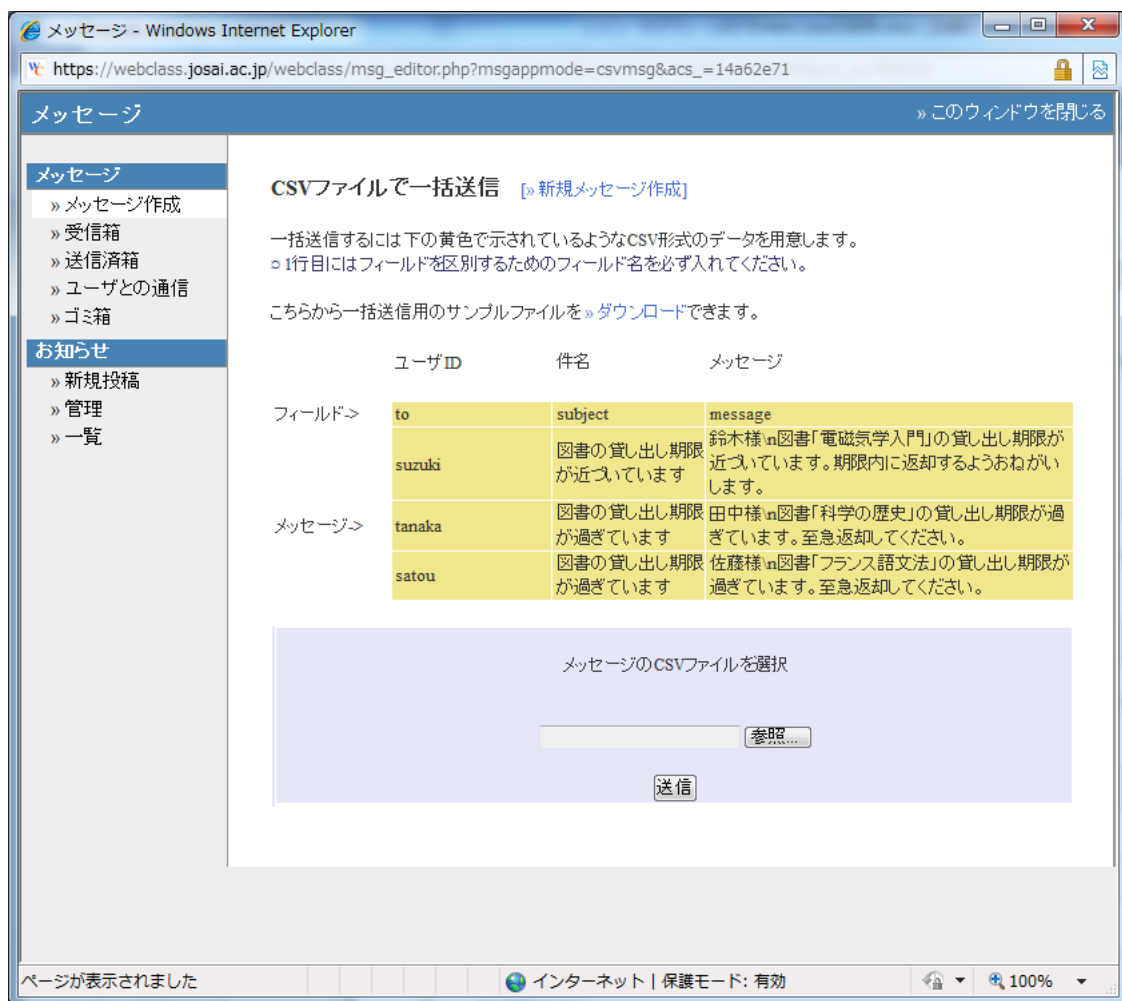 メッセージ - Windows Internet Explorer
https://webclass.josai.ac.jp/webclass/msg_editor.php?msgappmode=csvmsg&acs_=14a62e71
メッセージ
» このウィンドウを閉じる
メッセージ
» メッセージ作成
» 受信箱
» 送信済箱
» ユーザとの通信
» ゴミ箱
お知らせ
» 新規投稿
» 管理
» 一覧
CSVファイルで一括送信 [» 新規メッセージ作成]
一括送信するには下の黄色で示されているようなCSV形式のデータを用意します。
¤ 1行目にはフィールドを区別するためのフィールド名を必ず入れてください。
こちらから一括送信用のサンプルファイルを» ダウンロードできます。
ユーザID 件名 メッセージ
フィールド-> to subject message
suzuki
図書の貸し出し期限
が近づいています
鈴木様\n図書「電磁気学入門」の貸し出し期限が
近づいています。期限内に返却するようおねがい
します。
メッセージ->
tanaka
図書の貸し出し期限
が過ぎています
田中様\n図書「科学の歴史」の貸し出し期限が過
ぎています。至急返却してください。
satou
図書の貸し出し期限
が過ぎています
佐藤様\n図書「フランス語文法」の貸し出し期限が
過ぎています。至急返却してください。
メッセージのCSVファイルを選択
参照...
送信
ページが表示されました
インターネット | 保護モード: 有効
100%